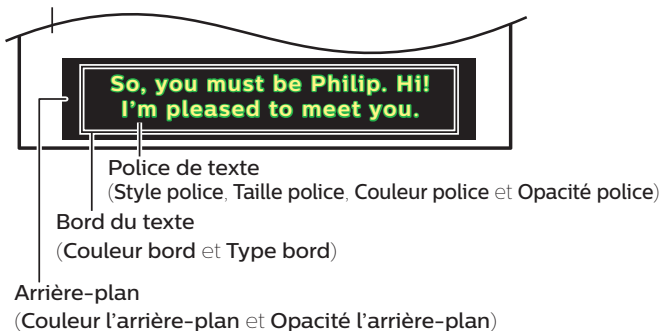 So, you must be Philip. Hi!
I'm pleased to meet you.
Police de texte
(Style police, Taille police, Couleur police et Opacité police)
Bord du texte
(Couleur bord et Type bord)
Arrière-plan
(Couleur l'arrière-plan et Opacité l'arrière-plan)